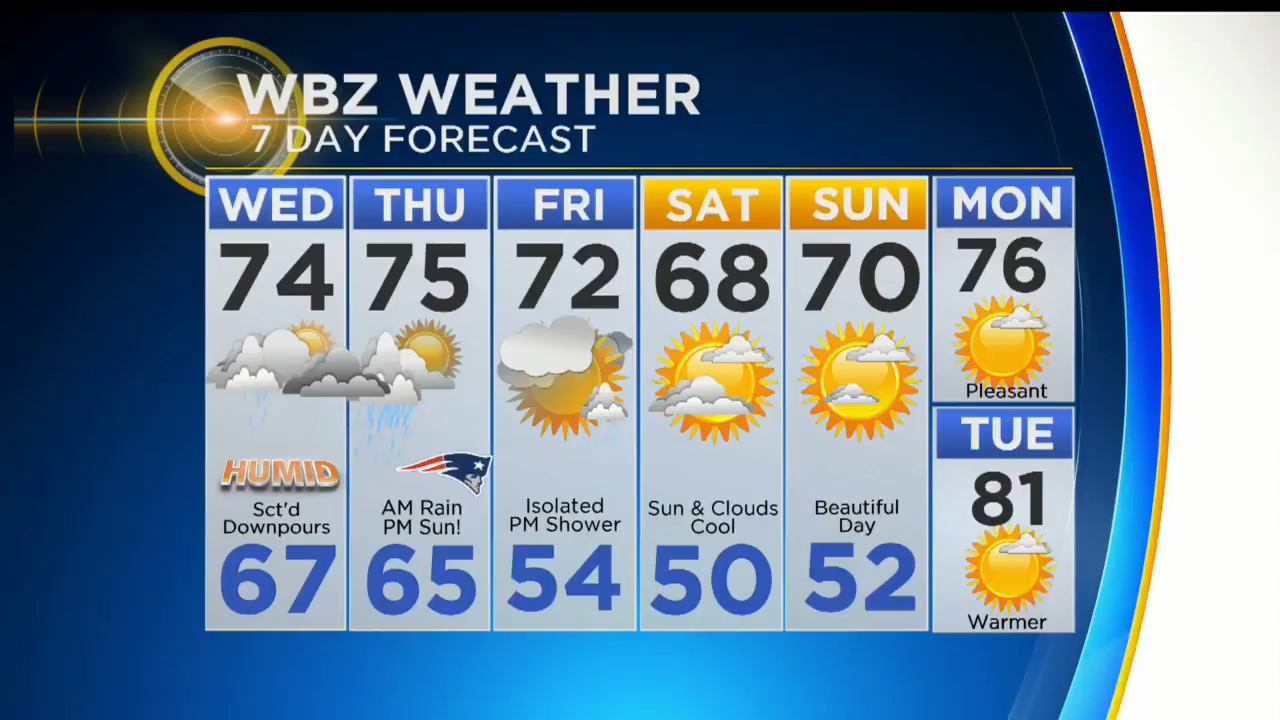 WBZ WEATHER
7 DAY FORECAST
WED
74
HUMID
Sct'd
Downpours
67
THU
75
AM Rain
PM Sun!
65
FRI
72
Isolated
PM Shower
54
SAT
68
Sun & Clouds
Cool
50
SUN
70
Beautiful
Day
52
MON
76
Pleasant
TUE
81
Warmer